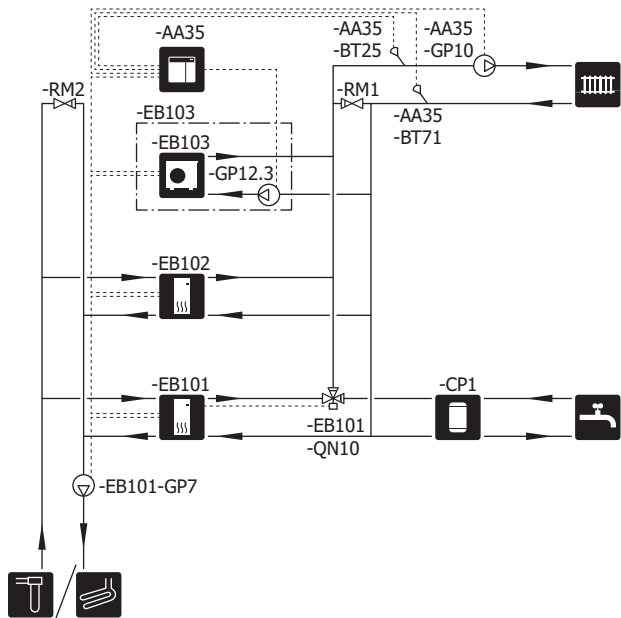 -AA35
-AA35
-BT25
-AA35
-GP10
-RM2
-RM1
-EB103
-AA35
-BT71
-EB103
-GP12.3
-EB102
-EB101
-CP1
-EB101
-QN10
-EB101-GP7